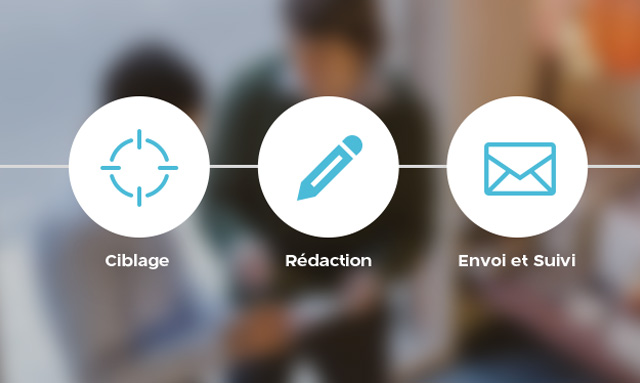 Ciblage
Rédaction
Envoi et Suivi